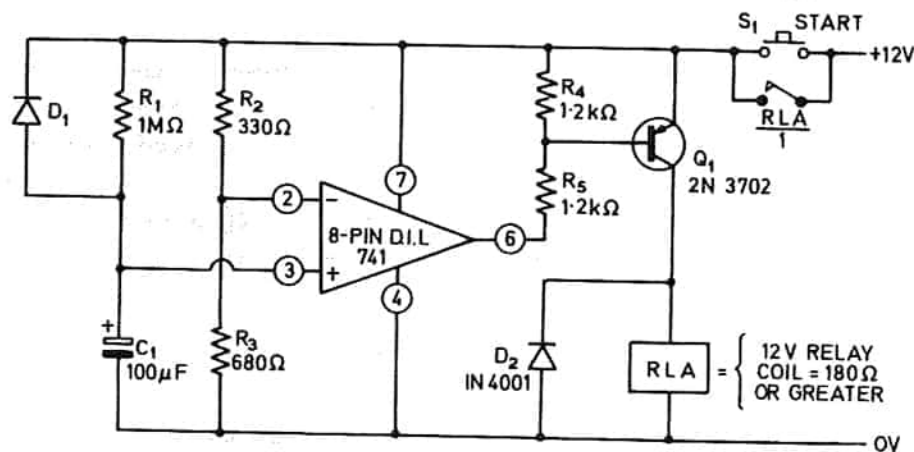 S1 START
+12V
RLA
1
D1
R1
1MΩ
R2
330Ω
R4
1·2kΩ
Q1
2N 3702
R5
1·2kΩ
7
2
−
8-PIN D.I.L
741
6
3
+
4
+
C1
100μF
R3
680Ω
D2
IN 4001
RLA
=
12V RELAY
COIL = 180Ω
OR GREATER
0V